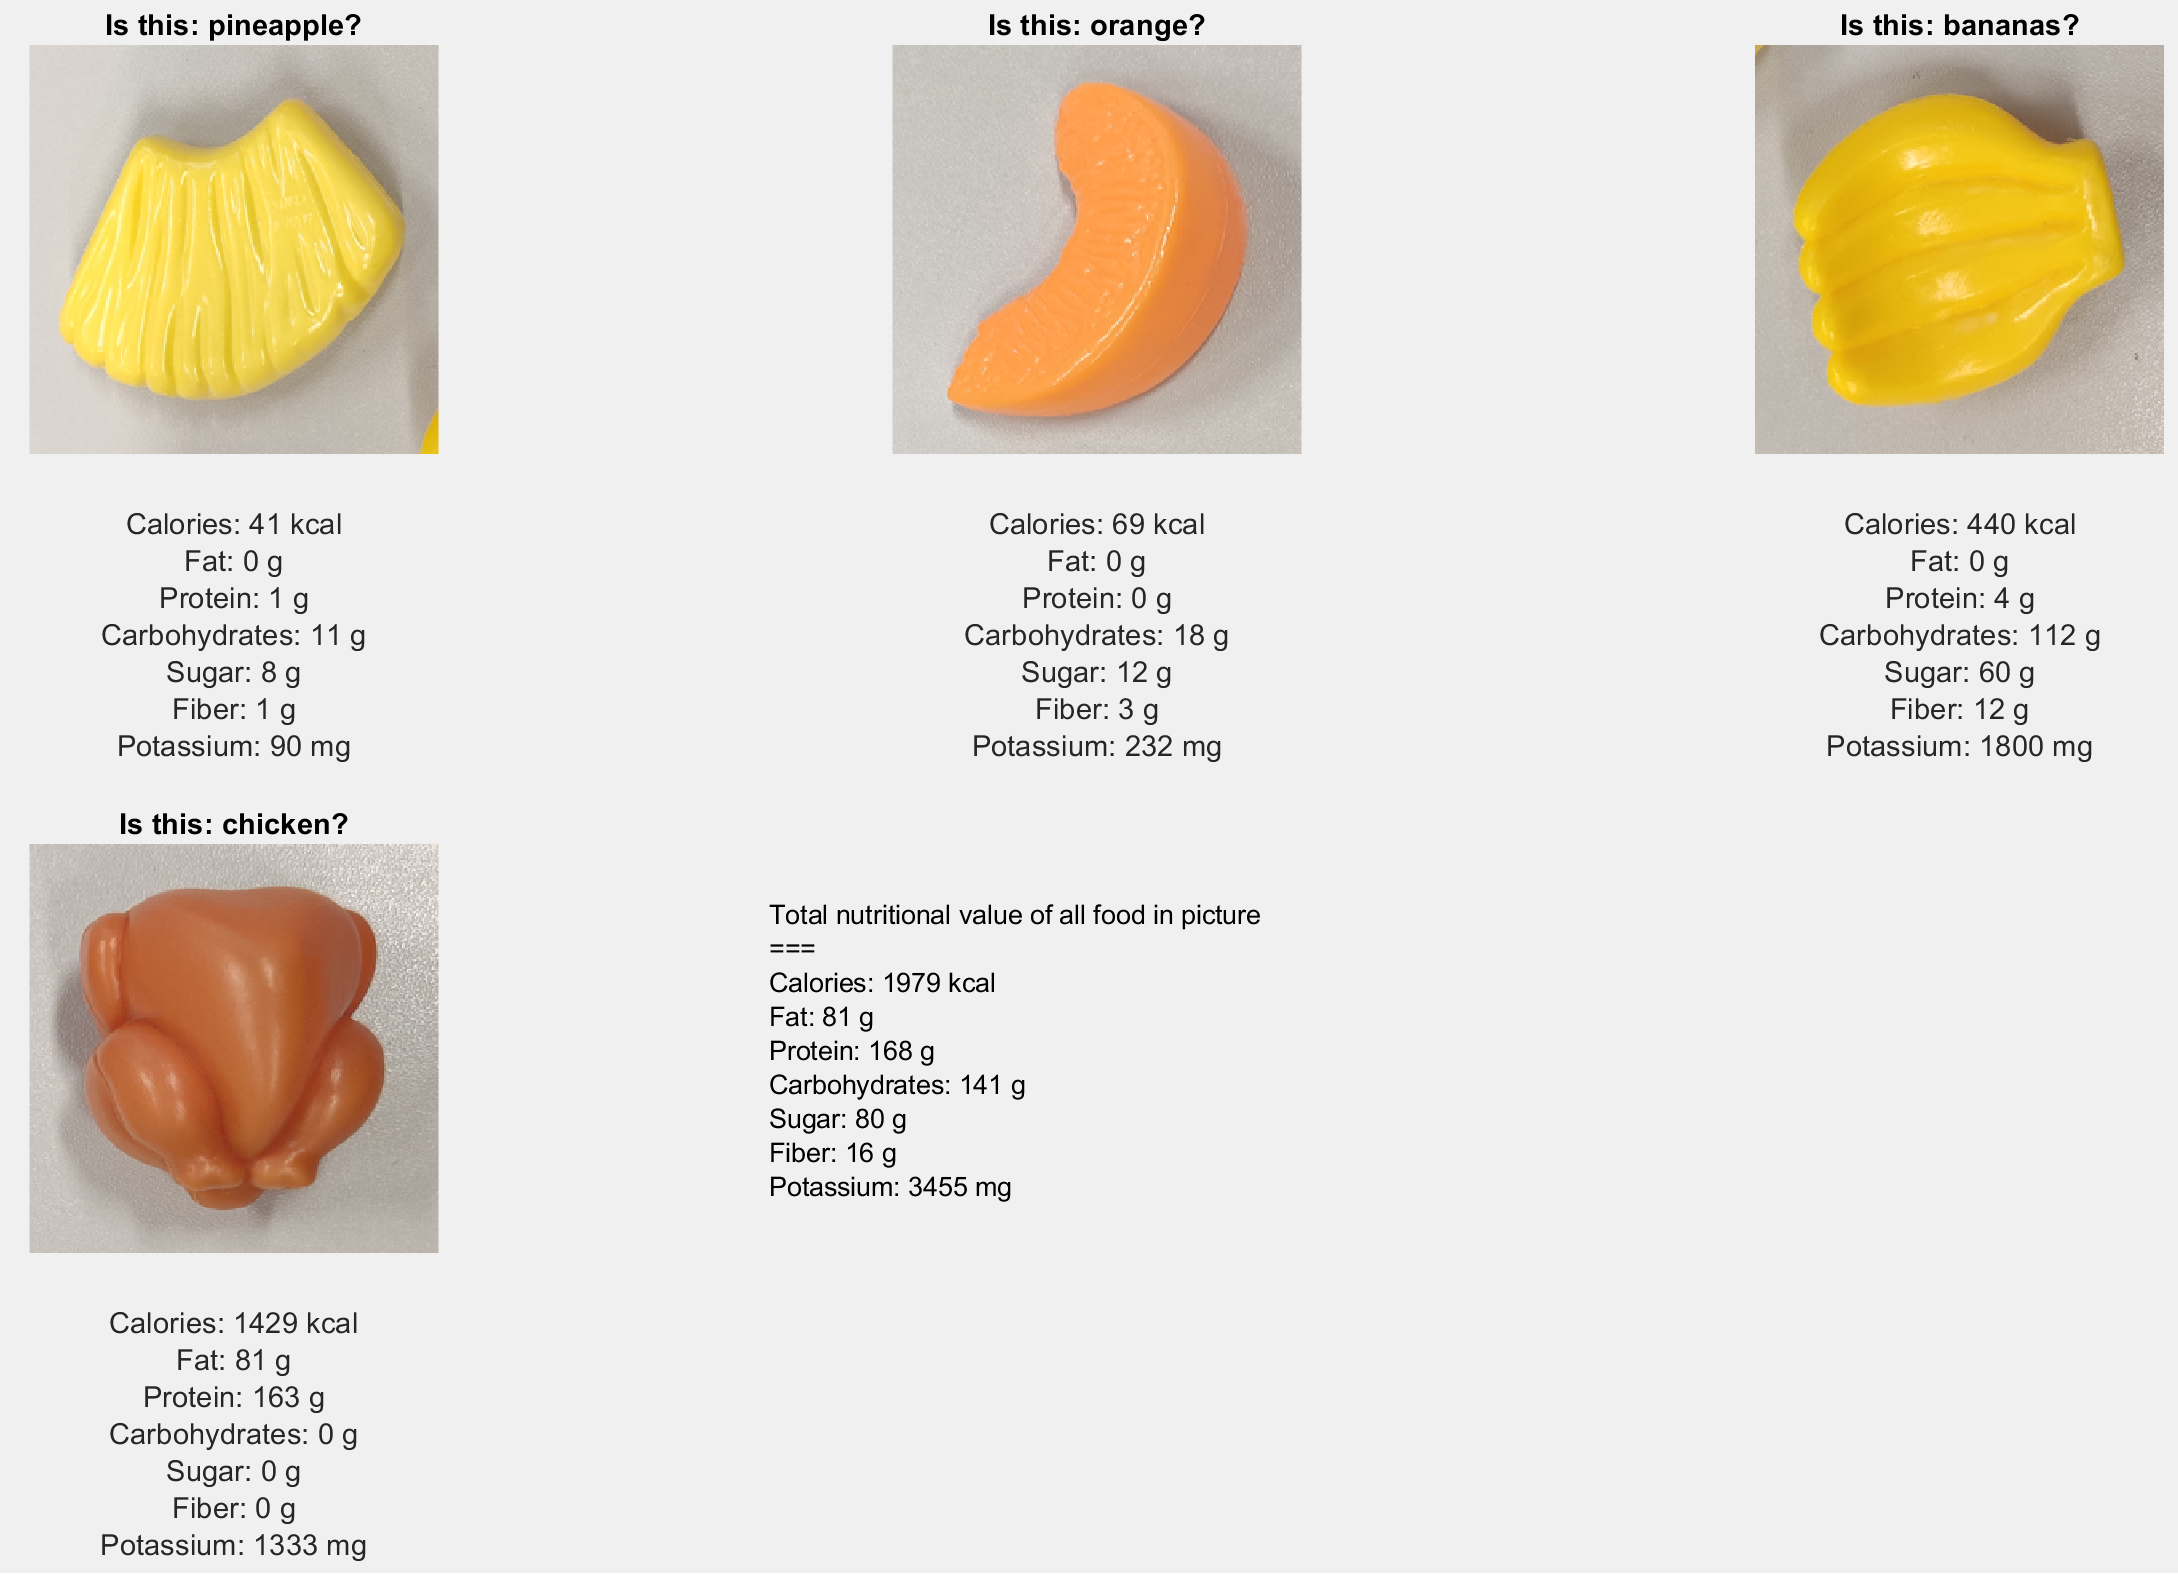 Is this: pineapple?
Calories: 41 kcal
Fat: 0 g
Protein: 1 g
Carbohydrates: 11 g
Sugar: 8 g
Fiber: 1 g
Potassium: 90 mg
Is this: orange?
Calories: 69 kcal
Fat: 0 g
Protein: 0 g
Carbohydrates: 18 g
Sugar: 12 g
Fiber: 3 g
Potassium: 232 mg
Is this: bananas?
Calories: 440 kcal
Fat: 0 g
Protein: 4 g
Carbohydrates: 112 g
Sugar: 60 g
Fiber: 12 g
Potassium: 1800 mg
Is this: chicken?
Calories: 1429 kcal
Fat: 81 g
Protein: 163 g
Carbohydrates: 0 g
Sugar: 0 g
Fiber: 0 g
Potassium: 1333 mg
Total nutritional value of all food in picture
===
Calories: 1979 kcal
Fat: 81 g
Protein: 168 g
Carbohydrates: 141 g
Sugar: 80 g
Fiber: 16 g
Potassium: 3455 mg